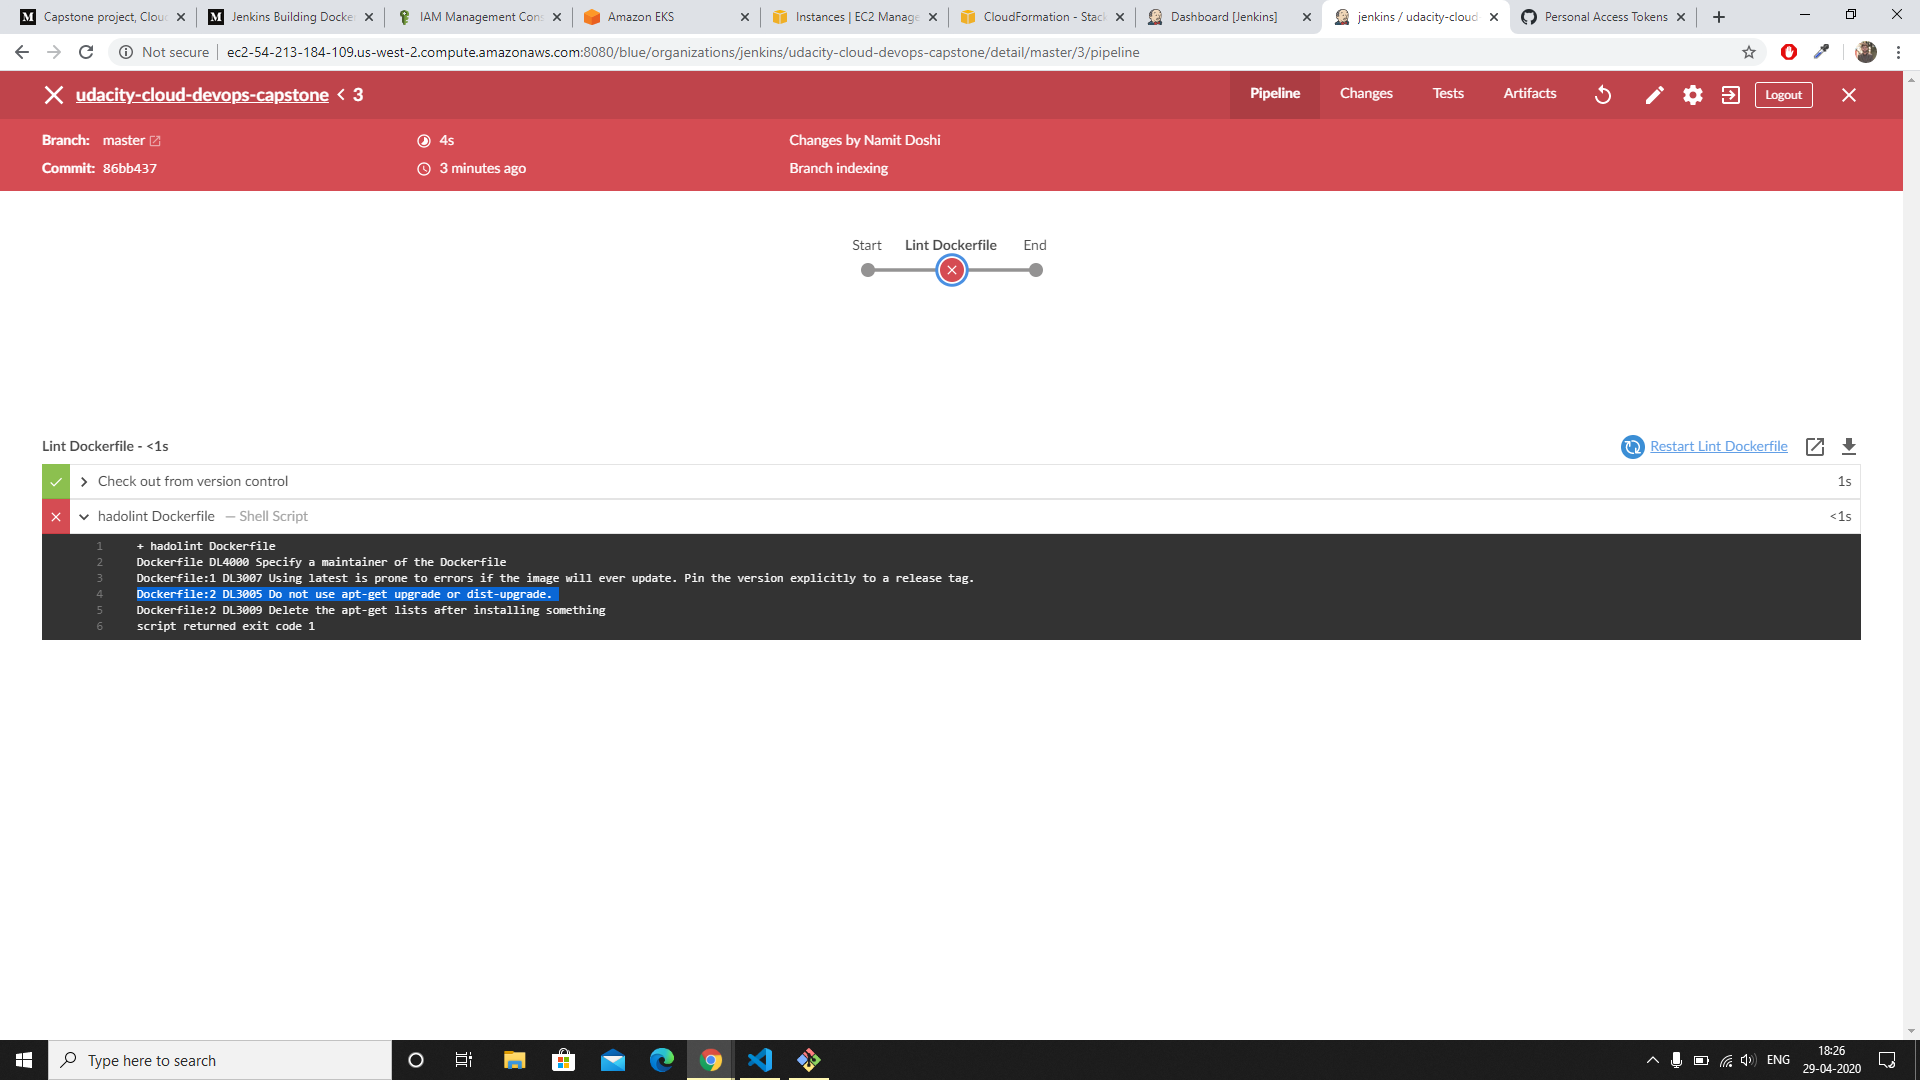 Capstone project, Clou
Jenkins Building Docke
IAM Management Cons
Amazon EKS
Instances | EC2 Manage
CloudFormation - Stack
Dashboard [Jenkins]
jenkins / udacity-cloud
Personal Access Tokens
Not secure
ec2-54-213-184-109.us-west-2.compute.amazonaws.com:8080/blue/organizations/jenkins/udacity-cloud-devops-capstone/detail/master/3/pipeline
udacity-cloud-devops-capstone < 3
Pipeline
Changes
Tests
Artifacts
Logout
Branch: master
4s
Changes by Namit Doshi
Commit: 86bb437
3 minutes ago
Branch indexing
Start
Lint Dockerfile
End
Lint Dockerfile - <1s
Restart Lint Dockerfile
Check out from version control
1s
hadolint Dockerfile — Shell Script
<1s
1 + hadolint Dockerfile
2 Dockerfile DL4000 Specify a maintainer of the Dockerfile
3 Dockerfile:1 DL3007 Using latest is prone to errors if the image will ever update. Pin the version explicitly to a release tag.
4 Dockerfile:2 DL3005 Do not use apt-get upgrade or dist-upgrade.
5 Dockerfile:2 DL3009 Delete the apt-get lists after installing something
6 script returned exit code 1
Type here to search
ENG
18:26
29-04-2020